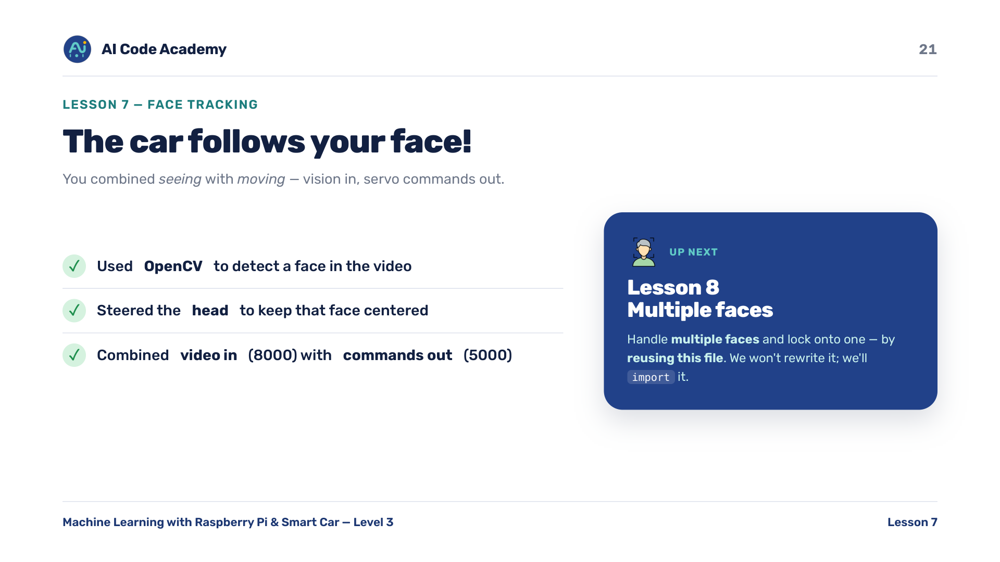 AI Code Academy
21
LESSON 7 — FACE TRACKING
The car follows your face!
You combined seeing with moving — vision in, servo commands out.
✓ Used OpenCV to detect a face in the video
✓ Steered the head to keep that face centered
✓ Combined video in (8000) with commands out (5000)
UP NEXT
Lesson 8
Multiple faces
Handle multiple faces and lock onto one — by
reusing this file. We won't rewrite it; we'll
import it.
Machine Learning with Raspberry Pi & Smart Car — Level 3
Lesson 7